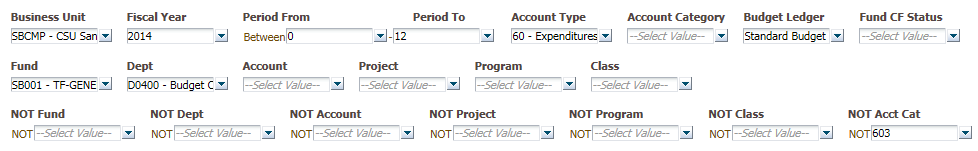 Business Unit Fiscal Year Period From Period To Account Type Account Category Budget Ledger Fund CF Status
SBCMP - CSU San 2014 Between 0 - 12 60 - Expenditures --Select Value-- Standard Budget --Select Value--
Fund Dept Account Project Program Class
SB001 - TF-GENE D0400 - Budget C --Select Value-- --Select Value-- --Select Value-- --Select Value--
NOT Fund NOT Dept NOT Account NOT Project NOT Program NOT Class NOT Acct Cat
NOT --Select Value-- NOT --Select Value-- NOT --Select Value-- NOT --Select Value-- NOT --Select Value-- NOT --Select Value-- NOT 603